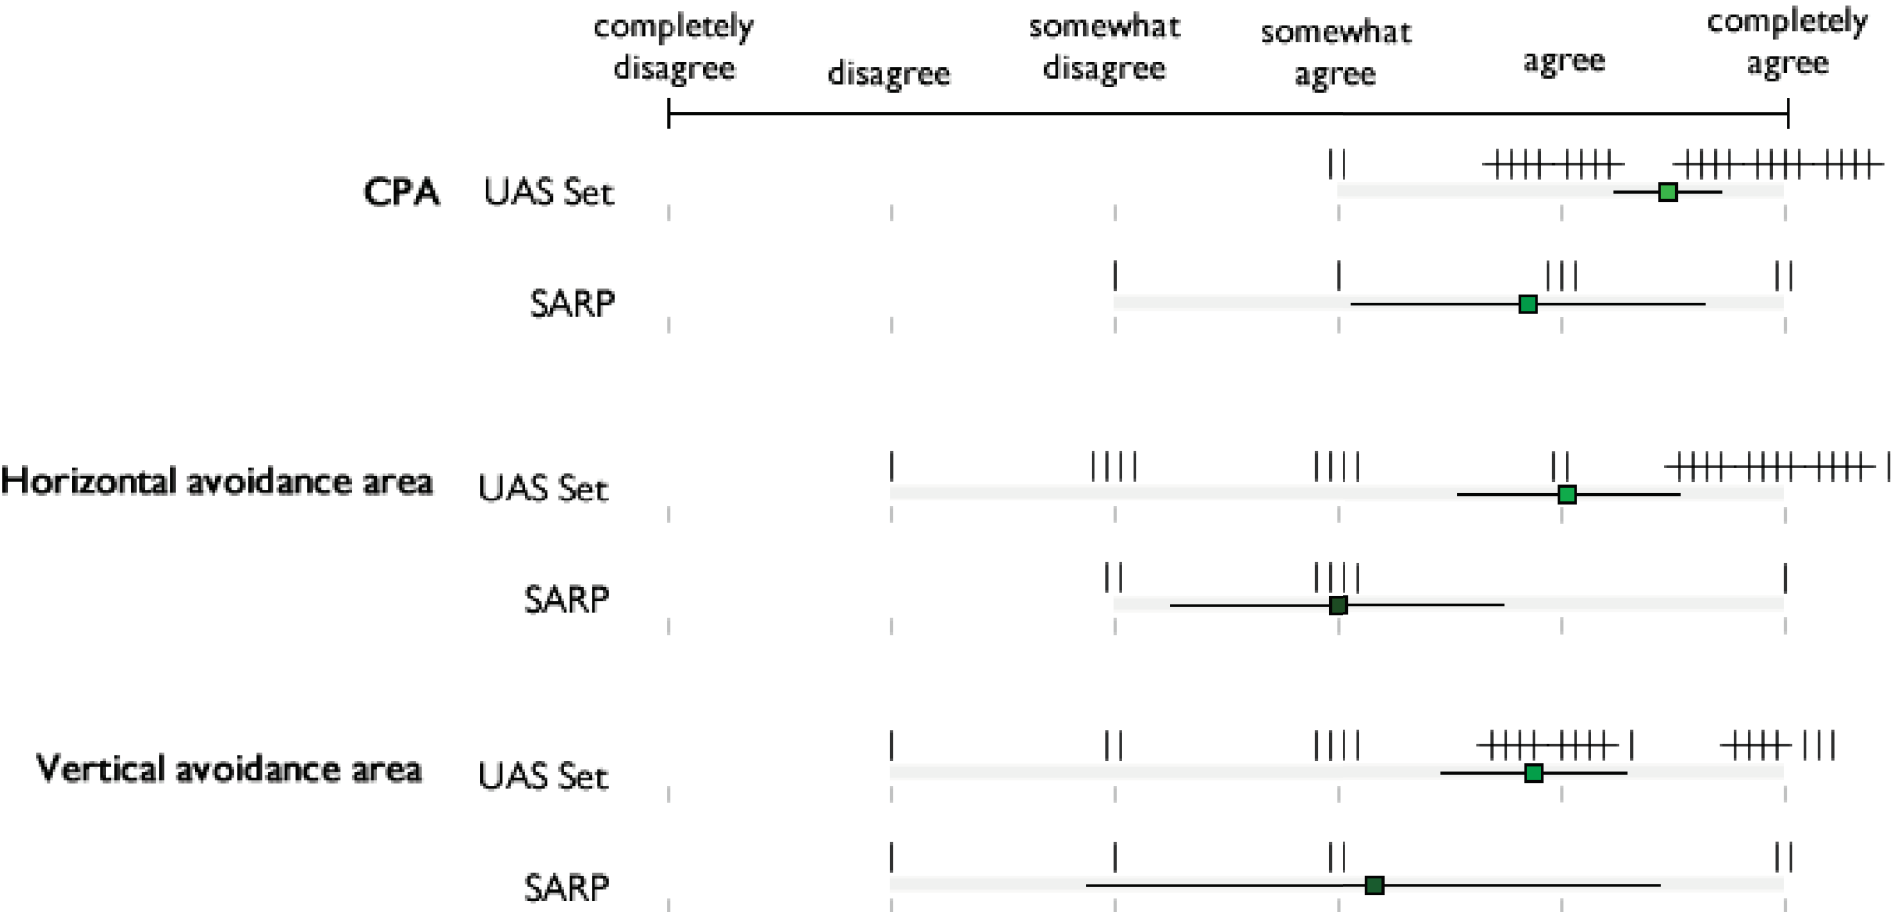 completely
disagree
disagree
somewhat
disagree
somewhat
agree
agree
completely
agree
CPA UAS Set
SARP
Horizontal avoidance area UAS Set
SARP
Vertical avoidance area UAS Set
SARP